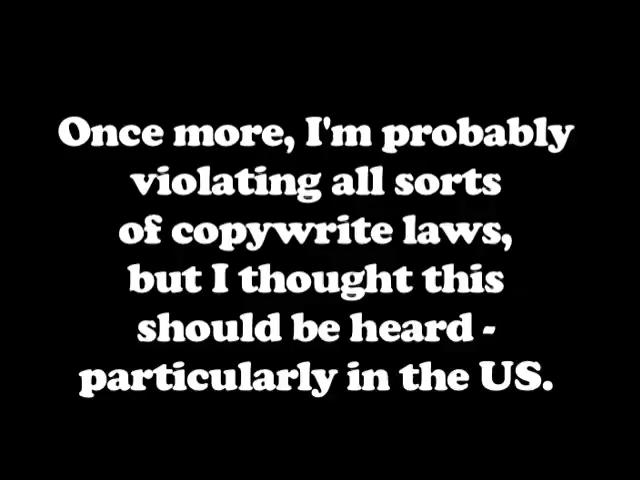 Once more, I'm probably
violating all sorts
of copywrite laws,
but I thought this
should be heard -
particularly in the US.